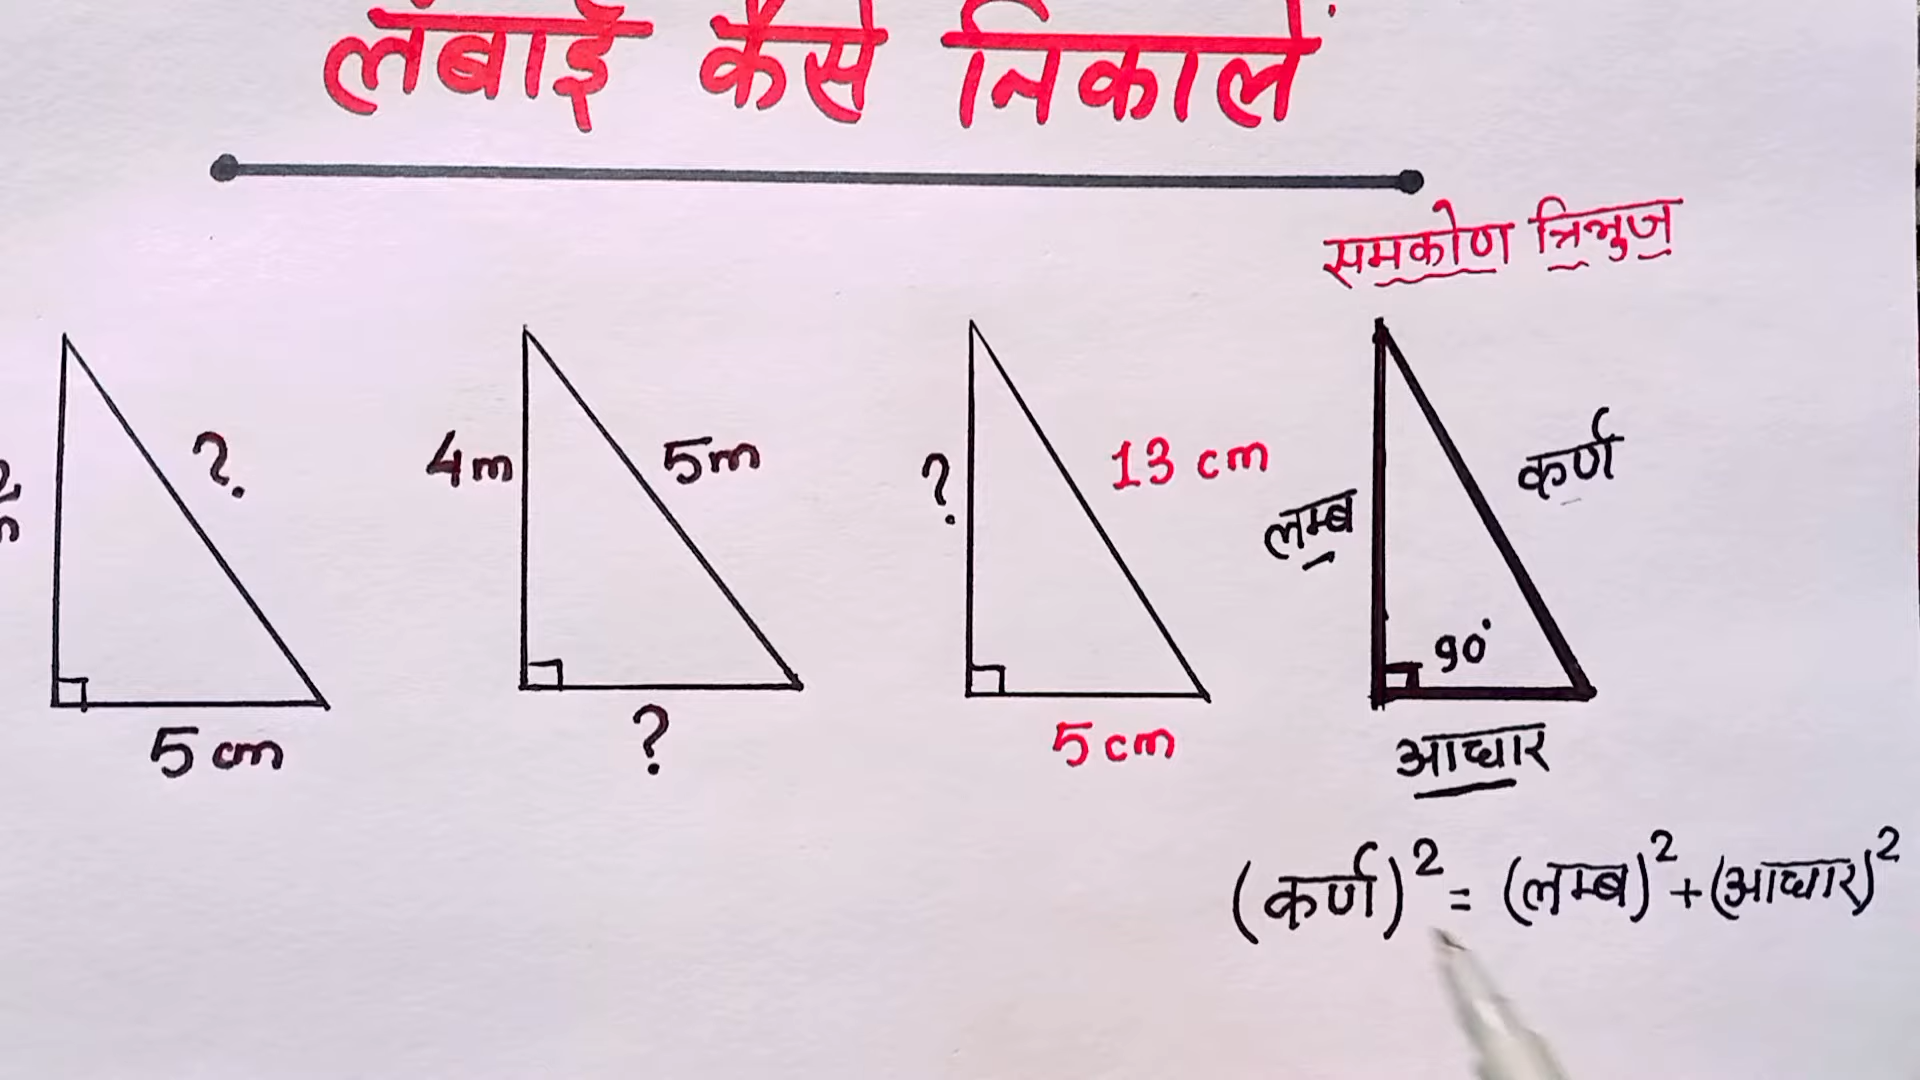 लंबाई कैसे निकालें
समकोण त्रिभुज
?
5 cm
4m
5m
?
?
13 cm
5 cm
लम्ब
कर्ण
90°
आधार
(कर्ण)² = (लम्ब)² + (आधार)²